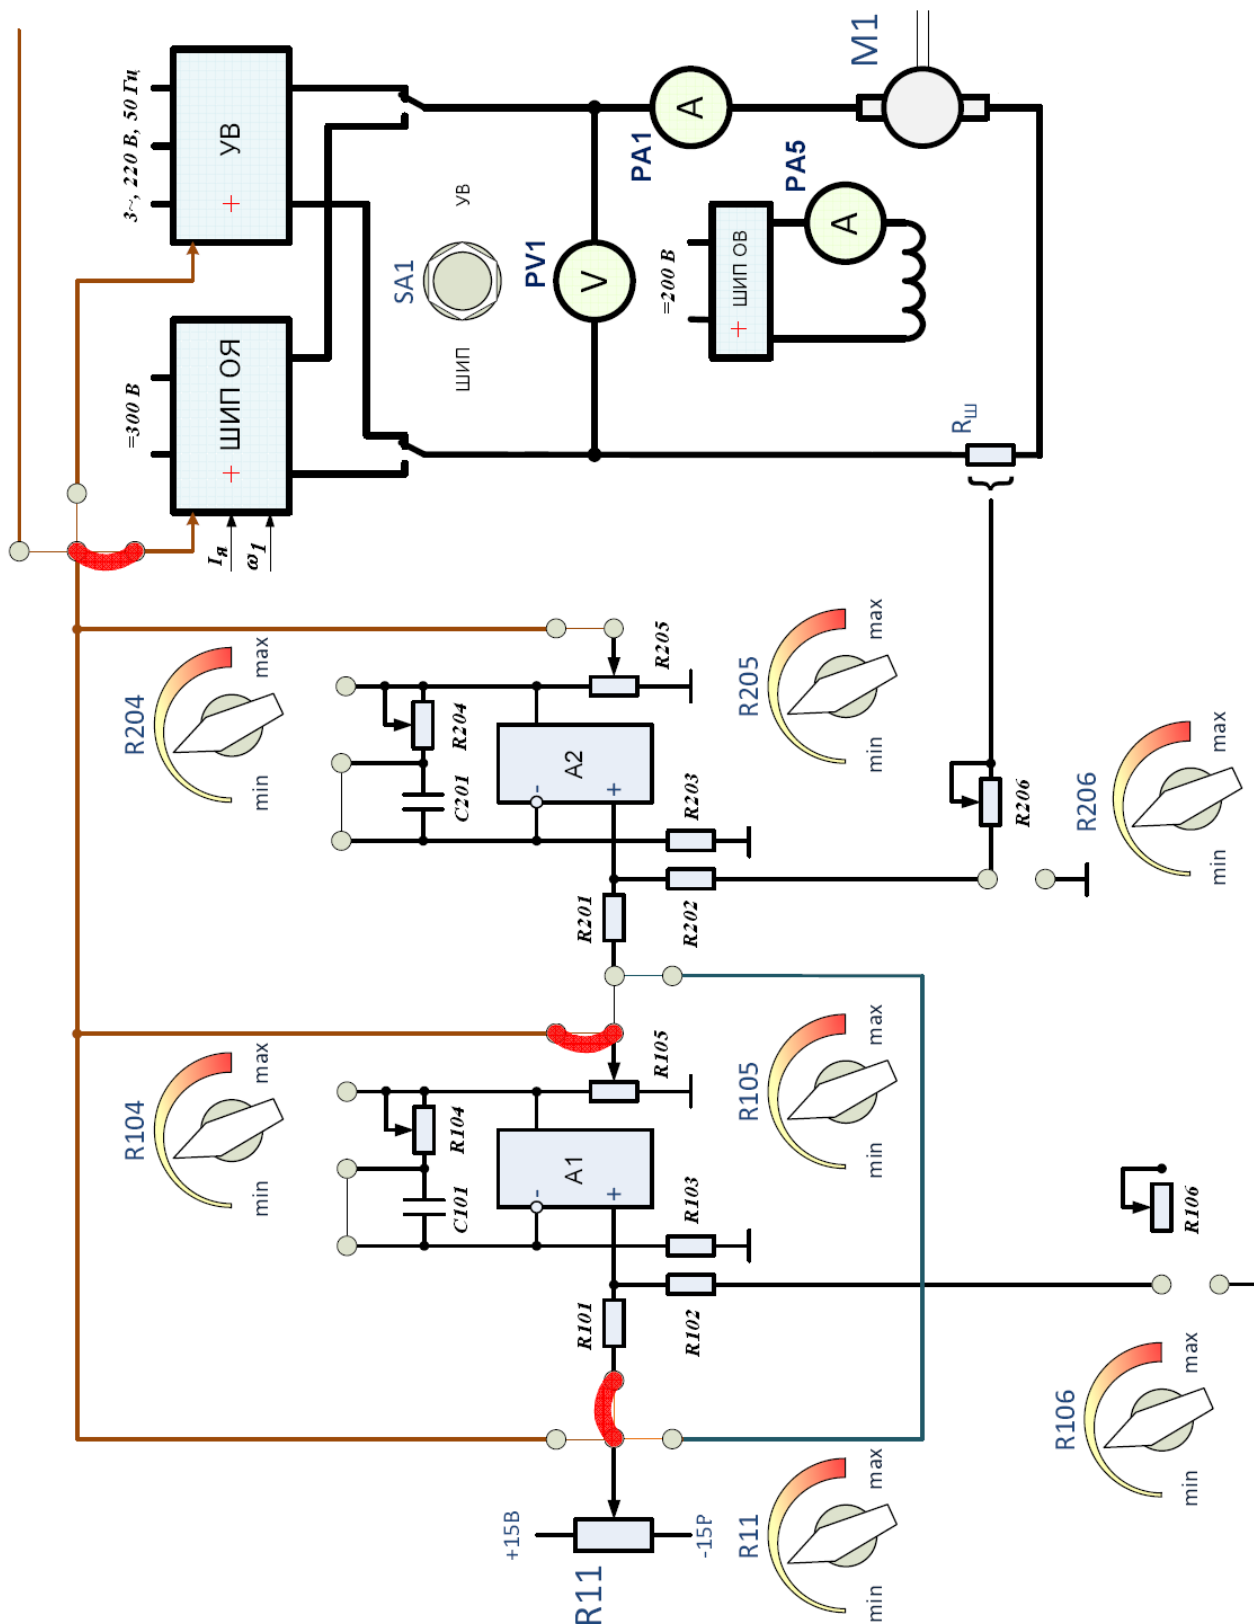 3~, 220 В, 50 Гц
УВ
+
=300 В
ШИП ОЯ
+
Iя
ω1
SA1
ШИП
УВ
PV1
V
PA1
A
M1
PA5
A
=200 В
ШИП ОВ
+
RШ
R204
min
max
R204
C201
A2
-
+
R205
R203
R202
R201
R205
min
max
R206
R206
min
max
R104
min
max
R104
C101
A1
-
+
R105
R103
R102
R101
R105
min
max
R106
R106
min
max
+15В
-15Р
R11
R11
min
max